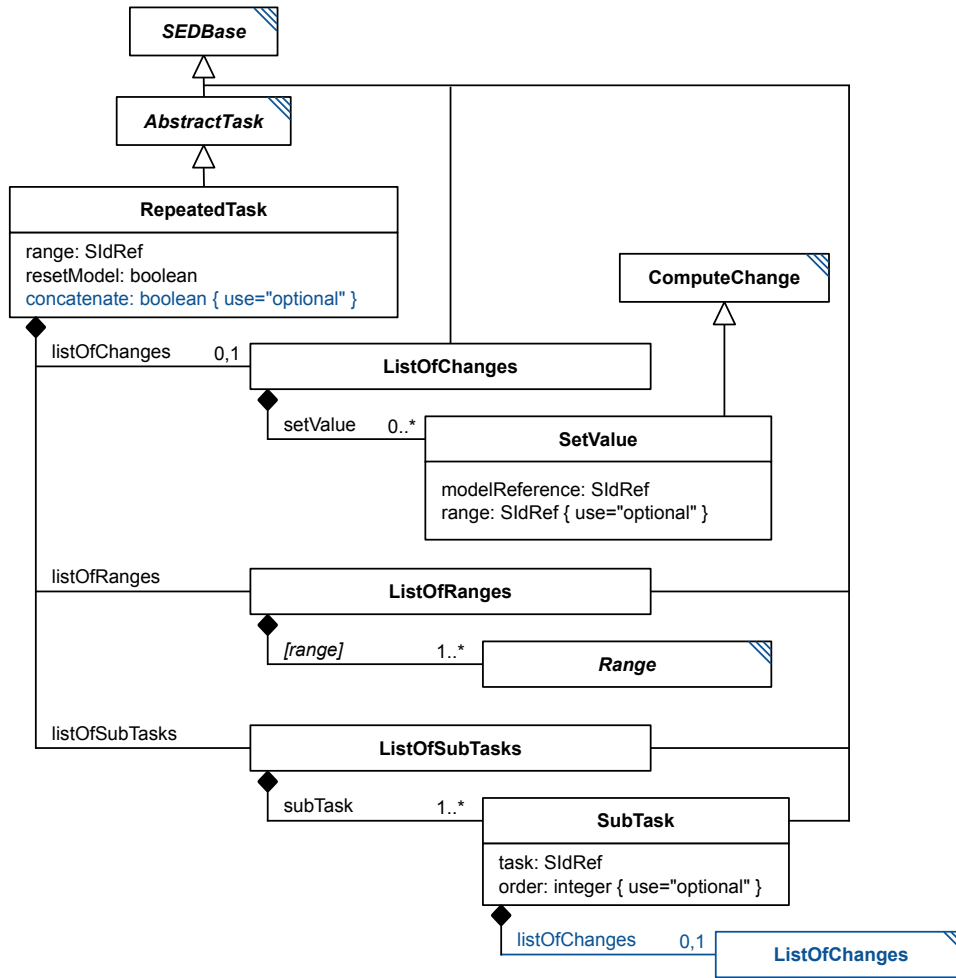 SEDBase
AbstractTask
RepeatedTask
range: SIdRef
resetModel: boolean
concatenate: boolean { use="optional" }
ComputeChange
listOfChanges 0,1
ListOfChanges
setValue 0..*
SetValue
modelReference: SIdRef
range: SIdRef { use="optional" }
listOfRanges
ListOfRanges
[range] 1..*
Range
listOfSubTasks
ListOfSubTasks
subTask 1..*
SubTask
task: SIdRef
order: integer { use="optional" }
listOfChanges 0,1
ListOfChanges